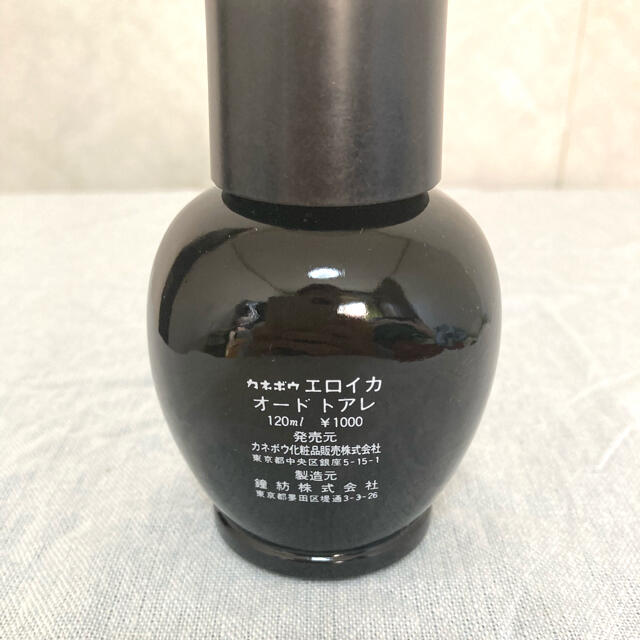 カネボウ エロイカ
オード トアレ
120ml ¥1000
発売元
カネボウ化粧品販売株式会社
東京都中央区銀座5-15-1
製造元
鐘紡株式会社
東京都墨田区堤通3-3-26